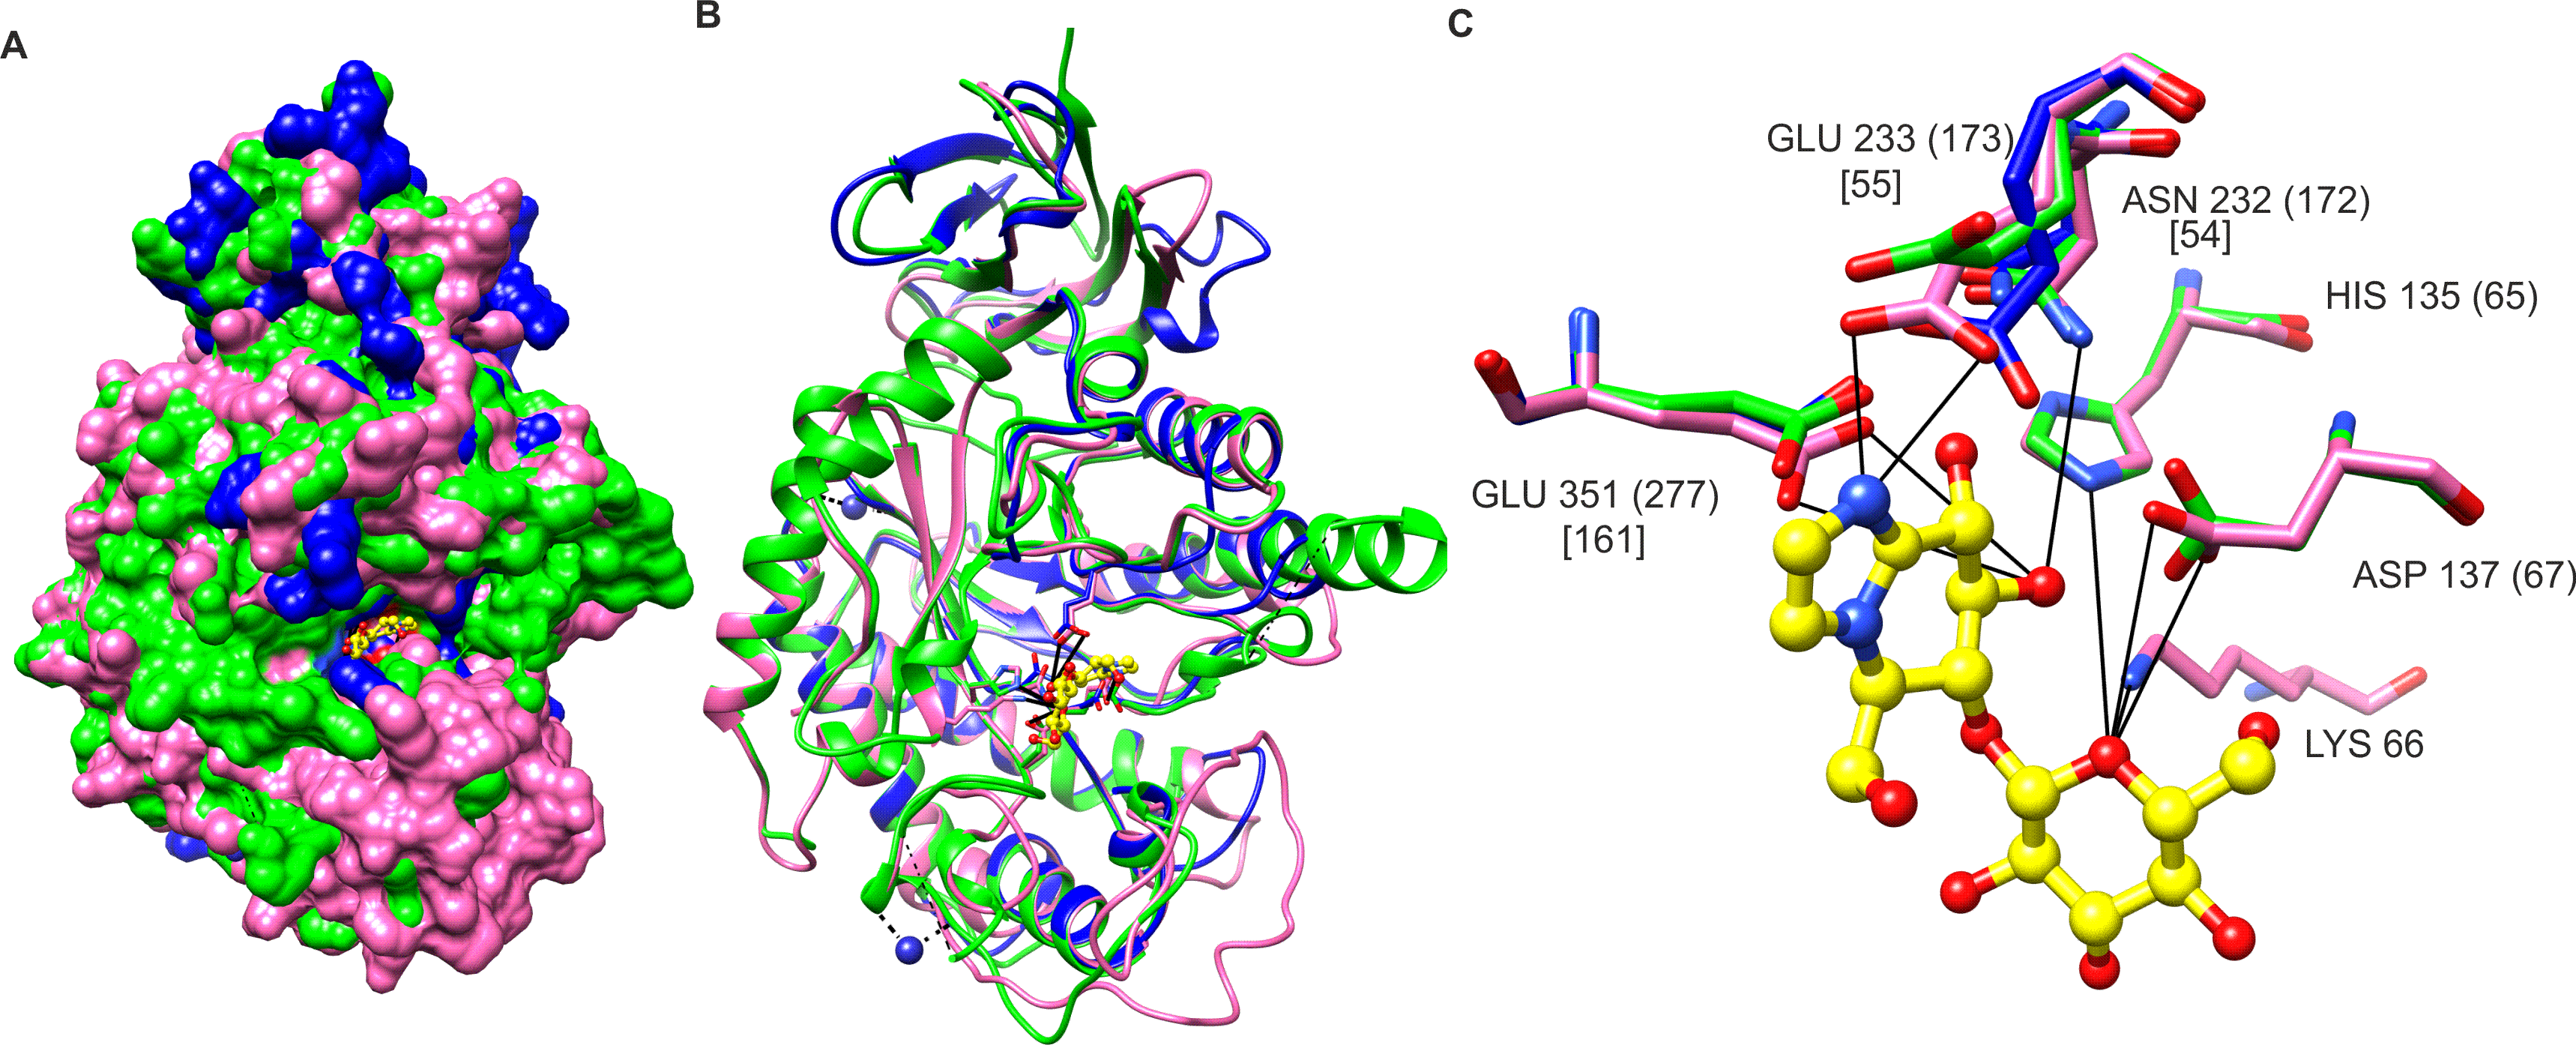 A
B
C
GLU 233 (173)
[55]
ASN 232 (172)
[54]
HIS 135 (65)
GLU 351 (277)
[161]
ASP 137 (67)
LYS 66